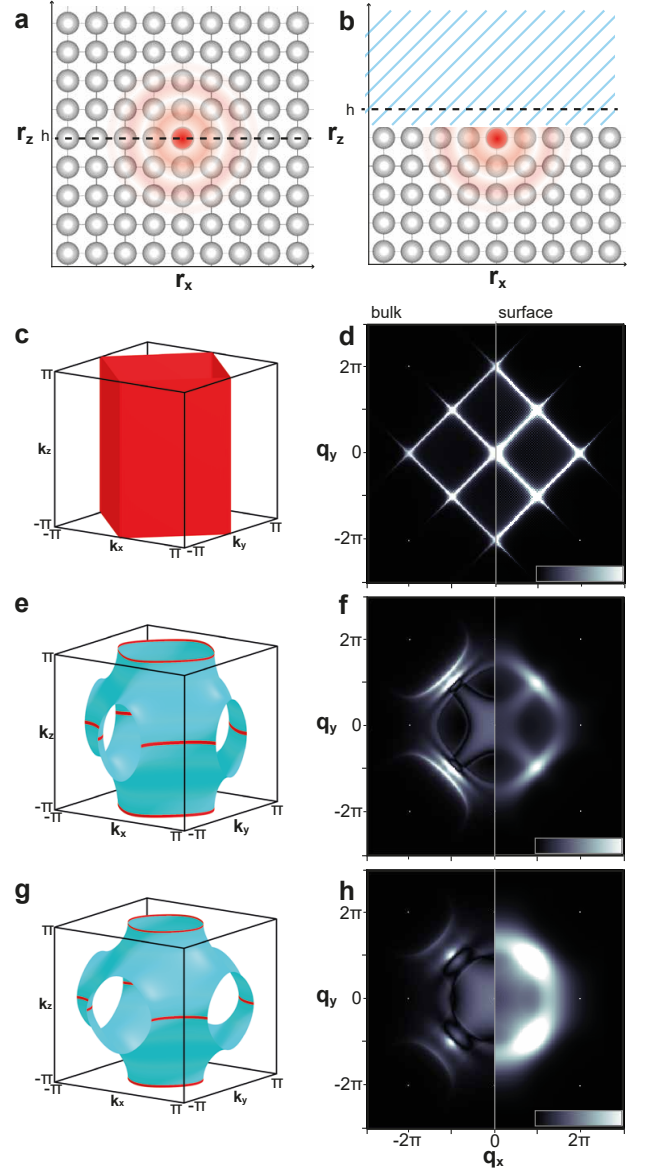 a
b
h
r_z
r_x
h
r_z
r_x
bulk
surface
c
π
k_z
-π
-π
k_x
π
-π
k_y
π
d
2π
q_y
0
-2π
e
π
k_z
-π
-π
k_x
π
-π
k_y
π
f
2π
q_y
0
-2π
g
π
k_z
-π
-π
k_x
π
-π
k_y
π
h
2π
q_y
0
-2π
-2π
0
2π
q_x